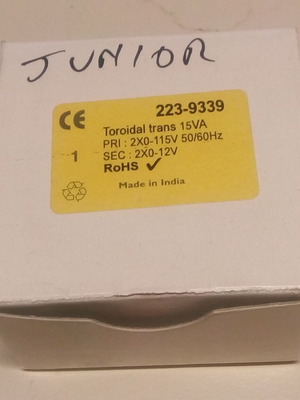 JUNIOR
CE 223-9339
Toroidal trans 15VA
PRI : 2X0-115V 50/60Hz
1 SEC : 2X0-12V
RoHS ✓
Made in India